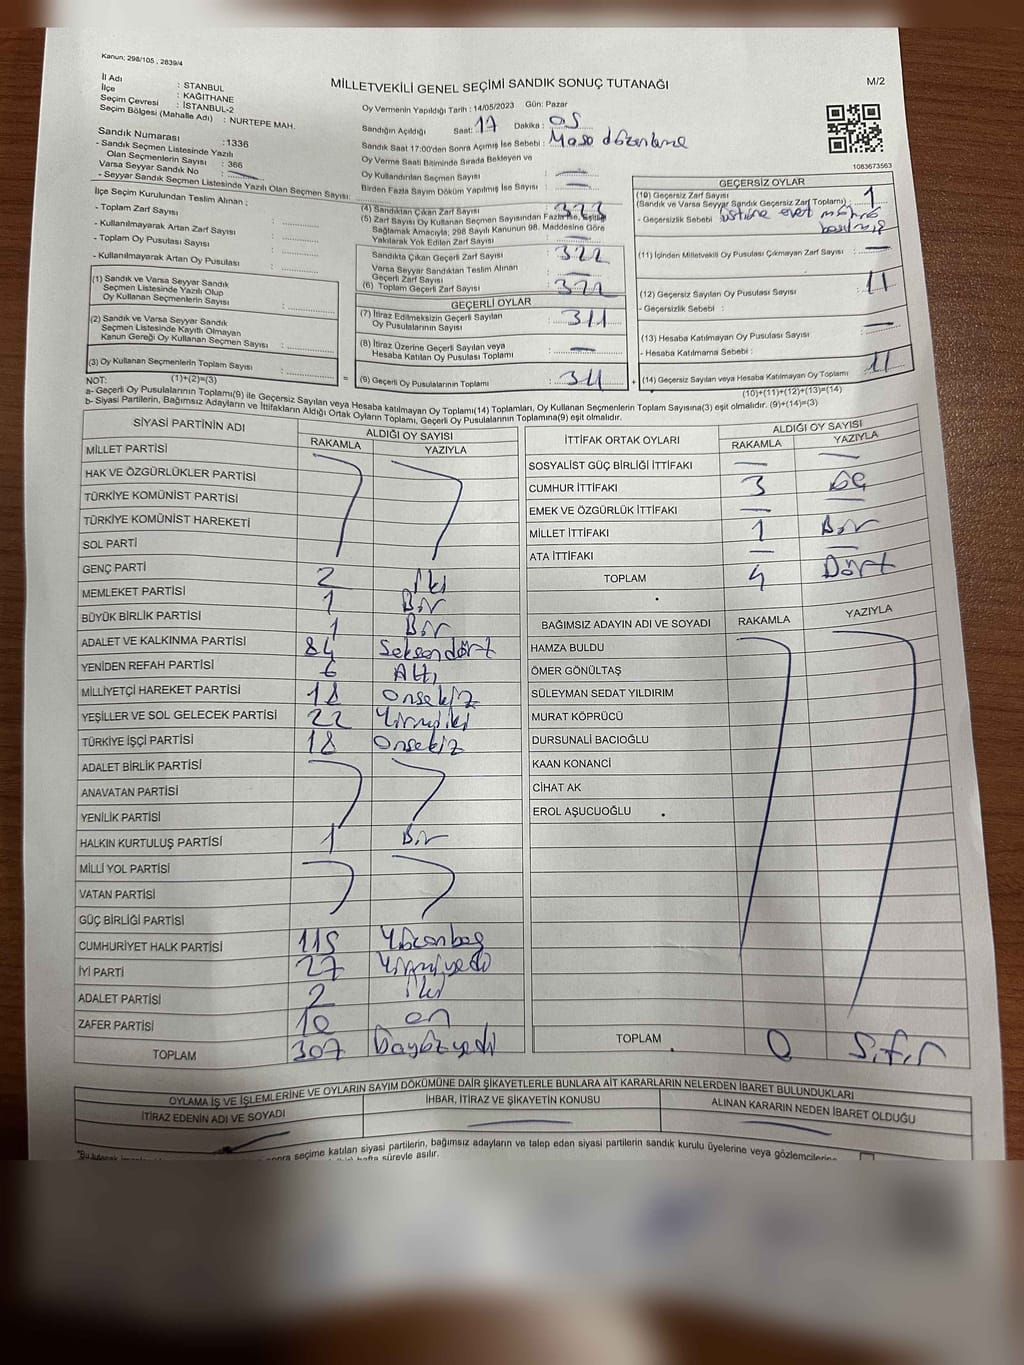 Kanun; 298/105 , 2839/4
MİLLETVEKİLİ GENEL SEÇİMİ SANDIK SONUÇ TUTANAĞI
M/2
İl Adı : STANBUL
İlçe : KAĞITHANE
Seçim Çevresi : İSTANBUL-2
Seçim Bölgesi (Mahalle Adı) : NURTEPE MAH.
Sandık Numarası :1336
- Sandık Seçmen Listesinde Yazılı
Olan Seçmenlerin Sayısı : 366
Varsa Seyyar Sandık No :
- Seyyar Sandık Seçmen Listesinde Yazılı Olan Seçmen Sayısı:
İlçe Seçim Kurulundan Teslim Alınan ;
- Toplam Zarf Sayısı :
- Kullanılmayarak Artan Zarf Sayısı :
- Toplam Oy Pusulası Sayısı :
- Kullanılmayarak Artan Oy Pusulası :
(1) Sandık ve Varsa Seyyar Sandık
Seçmen Listesinde Yazılı Olup
Oy Kullanan Seçmenlerin Sayısı :
(2) Sandık ve Varsa Seyyar Sandık
Seçmen Listesinde Kayıtlı Olmayan
Kanun Gereği Oy Kullanan Seçmen Sayısı :
(3) Oy Kullanan Seçmenlerin Toplam Sayısı :
Oy Vermenin Yapıldığı Tarih : 14/05/2023 Gün: Pazar
Sandığın Açıldığı Saat: 17 Dakika : 05
Sandık Saat 17:00'den Sonra Açımış İse Sebebi : Masa düzenleme
Oy Verme Saati Bitiminde Sırada Bekleyen ve
Oy Kullandırılan Seçmen Sayısı : —
Birden Fazla Sayım Döküm Yapılmış İse Sayısı : —
(4) Sandıktan Çıkan Zarf Sayısı : 323
(5) Zarf Sayısı Oy Kullanan Seçmen Sayısından Fazla İse, Eşitliği
Sağlamak Amacıyla; 298 Sayılı Kanunun 98. Maddesine Göre
Yakılarak Yok Edilen Zarf Sayısı : —
Sandıkta Çıkan Geçerli Zarf Sayısı : 322
Varsa Seyyar Sandıktan Teslim Alınan
Geçerli Zarf Sayısı : —
(6) Toplam Geçerli Zarf Sayısı : 322
GEÇERLİ OYLAR
(7) İtiraz Edilmeksizin Geçerli Sayılan
Oy Pusulalarının Sayısı : 311
(8) İtiraz Üzerine Geçerli Sayılan veya
Hesaba Katılan Oy Pusulası Toplamı : —
= (9) Geçerli Oy Pusulalarının Toplamı : 311
1083673563
GEÇERSİZ OYLAR
(10) Geçersiz Zarf Sayısı
(Sandık ve Varsa Seyyar Sandık Geçersiz Zarf Toplamı) : 1
- Geçersizlik Sebebi : üstüne evet mührü
basılmış
(11) İçinden Milletvekili Oy Pusulası Çıkmayan Zarf Sayısı : —
(12) Geçersiz Sayılan Oy Pusulası Sayısı : 11
- Geçersizlik Sebebi :
(13) Hesaba Katılmayan Oy Pusulası Sayısı : —
- Hesaba Katılmama Sebebi :
+ (14) Geçersiz Sayılan veya Hesaba Katılmayan Oy Toplamı : 11
NOT: (1)+(2)=(3)
(10)+(11)+(12)+(13)=(14)
a- Geçerli Oy Pusulalarının Toplamı(9) ile Geçersiz Sayılan veya Hesaba katılmayan Oy Toplamı(14) Toplamları, Oy Kullanan Seçmenlerin Toplam Sayısına(3) eşit olmalıdır. (9)+(14)=(3)
b- Siyasi Partilerin, Bağımsız Adayların ve İttifakların Aldığı Ortak Oyların Toplamı, Geçerli Oy Pusulalarının Toplamına(9) eşit olmalıdır.
SİYASİ PARTİNİN ADI ALDIĞI OY SAYISI
RAKAMLA YAZIYLA
MİLLET PARTİSİ
HAK VE ÖZGÜRLÜKLER PARTİSİ
TÜRKİYE KOMÜNİST PARTİSİ
TÜRKİYE KOMÜNİST HAREKETİ
SOL PARTİ
GENÇ PARTİ 2 İki
MEMLEKET PARTİSİ 1 Bir
BÜYÜK BİRLİK PARTİSİ 1 Bir
ADALET VE KALKINMA PARTİSİ 84 Seksendört
YENİDEN REFAH PARTİSİ 6 Altı
MİLLİYETÇİ HAREKET PARTİSİ 18 Onsekiz
YEŞİLLER VE SOL GELECEK PARTİSİ 22 Yirmiiki
TÜRKİYE İŞÇİ PARTİSİ 18 Onsekiz
ADALET BİRLİK PARTİSİ
ANAVATAN PARTİSİ
YENİLİK PARTİSİ
HALKIN KURTULUŞ PARTİSİ 1 Bir
MİLLİ YOL PARTİSİ
VATAN PARTİSİ
GÜÇ BİRLİĞİ PARTİSİ
CUMHURİYET HALK PARTİSİ 115 Yüzonbeş
İYİ PARTİ 27 Yirmiyedi
ADALET PARTİSİ 2 İki
ZAFER PARTİSİ 10 on
TOPLAM 307
İTTİFAK ORTAK OYLARI ALDIĞI OY SAYISI
RAKAMLA YAZIYLA
SOSYALİST GÜÇ BİRLİĞİ İTTİFAKI — —
CUMHUR İTTİFAKI 3 üç
EMEK VE ÖZGÜRLÜK İTTİFAKI — —
MİLLET İTTİFAKI 1 Bir
ATA İTTİFAKI — —
TOPLAM 4 Dört
BAĞIMSIZ ADAYIN ADI VE SOYADI RAKAMLA YAZIYLA
HAMZA BULDU
ÖMER GÖNÜLTAŞ
SÜLEYMAN SEDAT YILDIRIM
MURAT KÖPRÜCÜ
DURSUNALİ BACIOĞLU
KAAN KONANCİ
CİHAT AK
EROL AŞUCUOĞLU
TOPLAM 0 Sıfır
OYLAMA İŞ VE İŞLEMLERİNE VE OYLARIN SAYIM DÖKÜMÜNE DAİR ŞİKAYETLERLE BUNLARA AİT KARARLARIN NELERDEN İBARET BULUNDUKLARI
İTİRAZ EDENİN ADI VE SOYADI İHBAR, İTİRAZ VE ŞİKAYETİN KONUSU ALINAN KARARIN NEDEN İBARET OLDUĞU
seçime katılan siyasi partilerin, bağımsız adayların ve talep eden siyasi partilerin sandık kurulu üyelerine veya gözlemcilerine
hafta süreyle asılır.